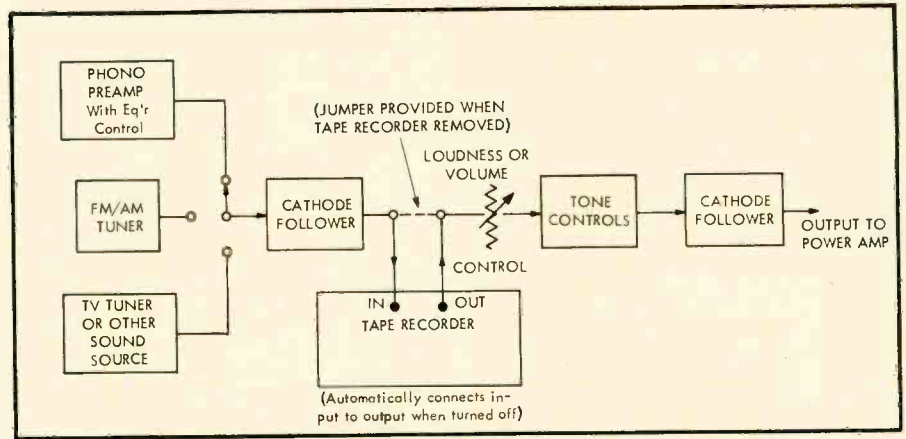 PHONO
PREAMP
With Eq'r
Control
FM/AM
TUNER
TV TUNER
OR OTHER
SOUND
SOURCE
CATHODE
FOLLOWER
(JUMPER PROVIDED WHEN
TAPE RECORDER REMOVED)
LOUDNESS OR
VOLUME
CONTROL
IN OUT
TAPE RECORDER
(Automatically connects in-
put to output when turned off)
TONE
CONTROLS
CATHODE
FOLLOWER
OUTPUT TO
POWER AMP